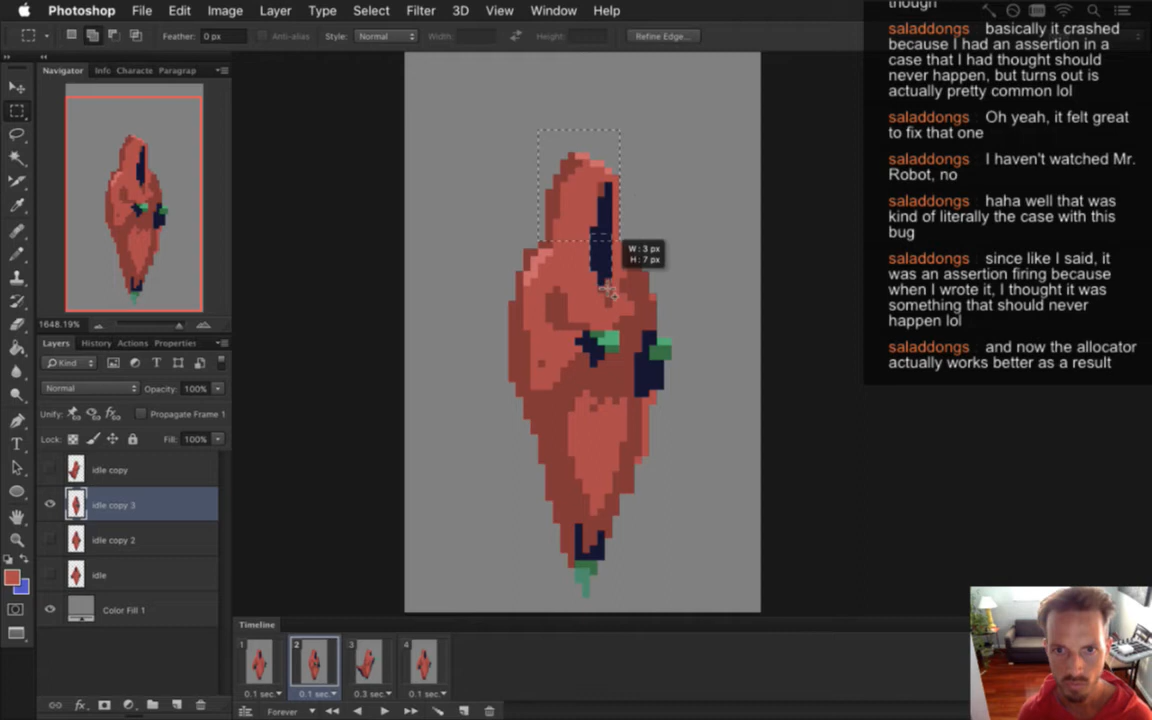 Photoshop File Edit Image Layer Type Select Filter 3D View Window Help
Feather: 0 px Anti-alias Style: Normal Width: Height: Refine Edge...
Navigator Info Characte Paragrap
1648.19%
Layers History Actions Properties
Kind
Normal Opacity: 100%
Unify: Propagate Frame 1
Lock: Fill: 100%
idle copy
idle copy 3
idle copy 2
idle
Color Fill 1
W: 3 px
H: 7 px
Timeline
1 2 3 4
0.1 sec. 0.1 sec. 0.3 sec. 0.1 sec.
Forever
though
saladdongs basically it crashed
because I had an assertion in a
case that I had thought should
never happen, but turns out is
actually pretty common lol
saladdongs Oh yeah, it felt great
to fix that one
saladdongs I haven't watched Mr.
Robot, no
saladdongs haha well that was
kind of literally the case with this
bug
saladdongs since like I said, it
was an assertion firing because
when I wrote it, I thought it was
something that should never
happen lol
saladdongs and now the allocator
actually works better as a result